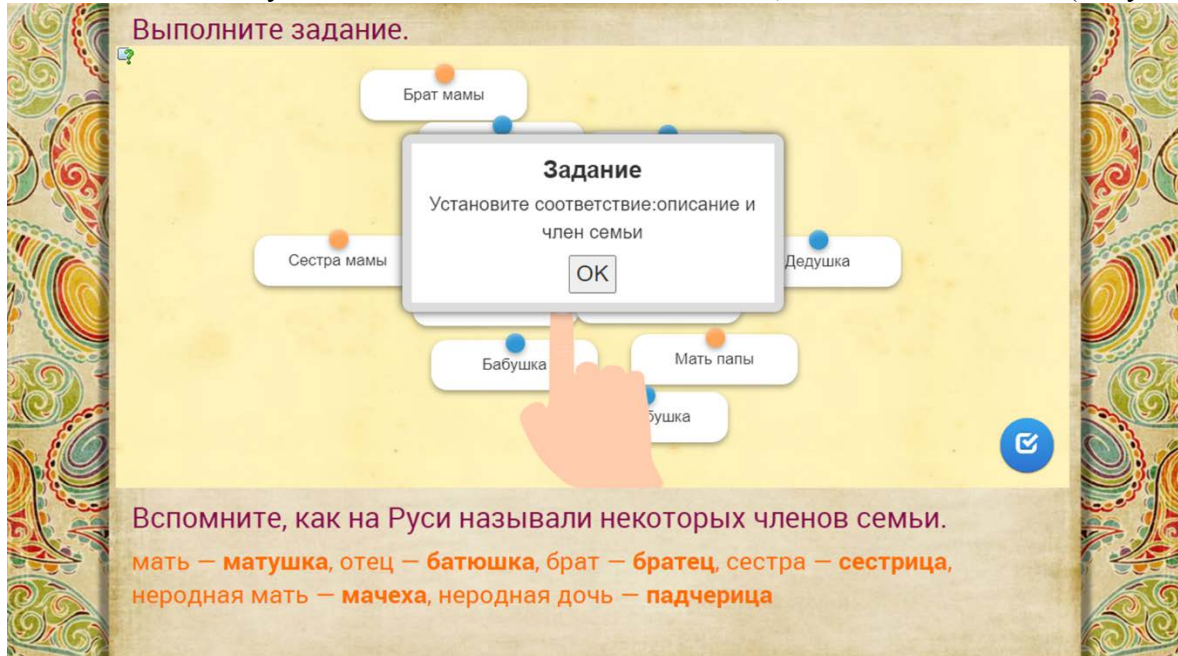 Выполните задание.
Брат мамы
Задание
Установите соответствие:описание и
член семьи
OK
Сестра мамы
Дедушка
Бабушка
Мать папы
бушка
Вспомните, как на Руси называли некоторых членов семьи.
мать — матушка, отец — батюшка, брат — братец, сестра — сестрица,
неродная мать — мачеха, неродная дочь — падчерица